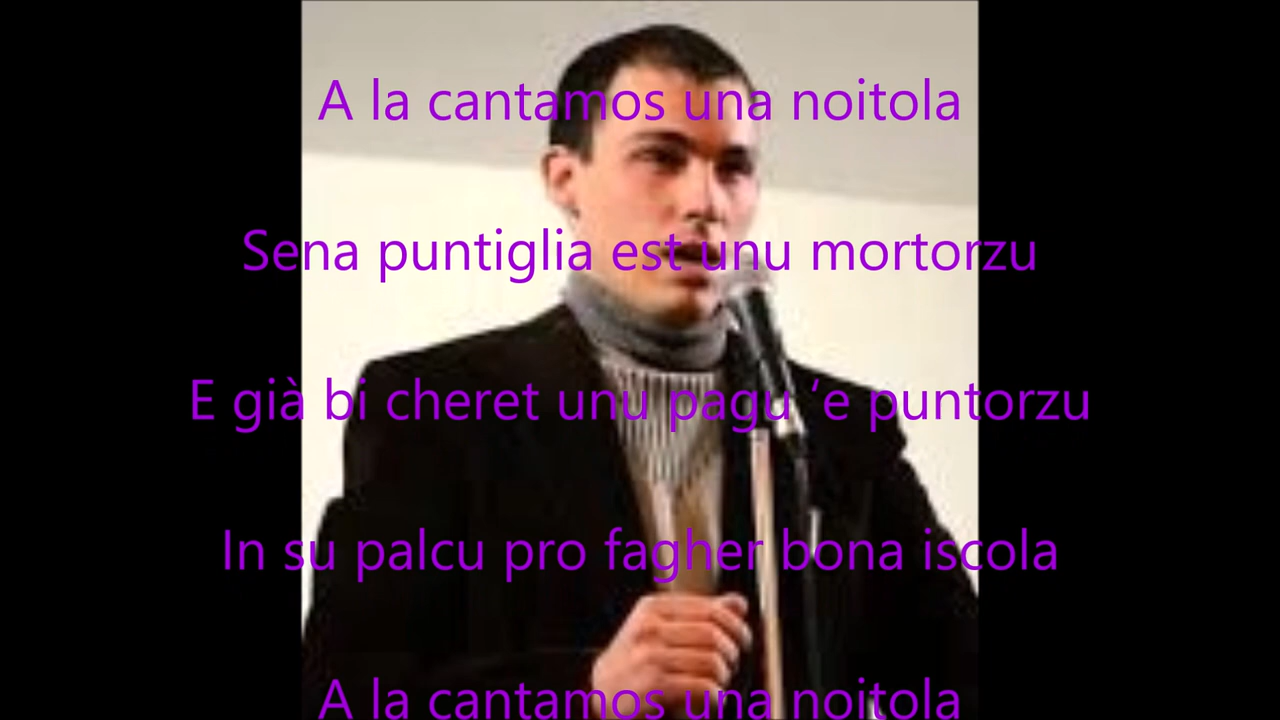 A la cantamos una noitola
Sena puntiglia est unu mortorzu
E già bi cheret unu pagu ‘e puntorzu
In su palcu pro fagher bona iscola
A la cantamos una noitola